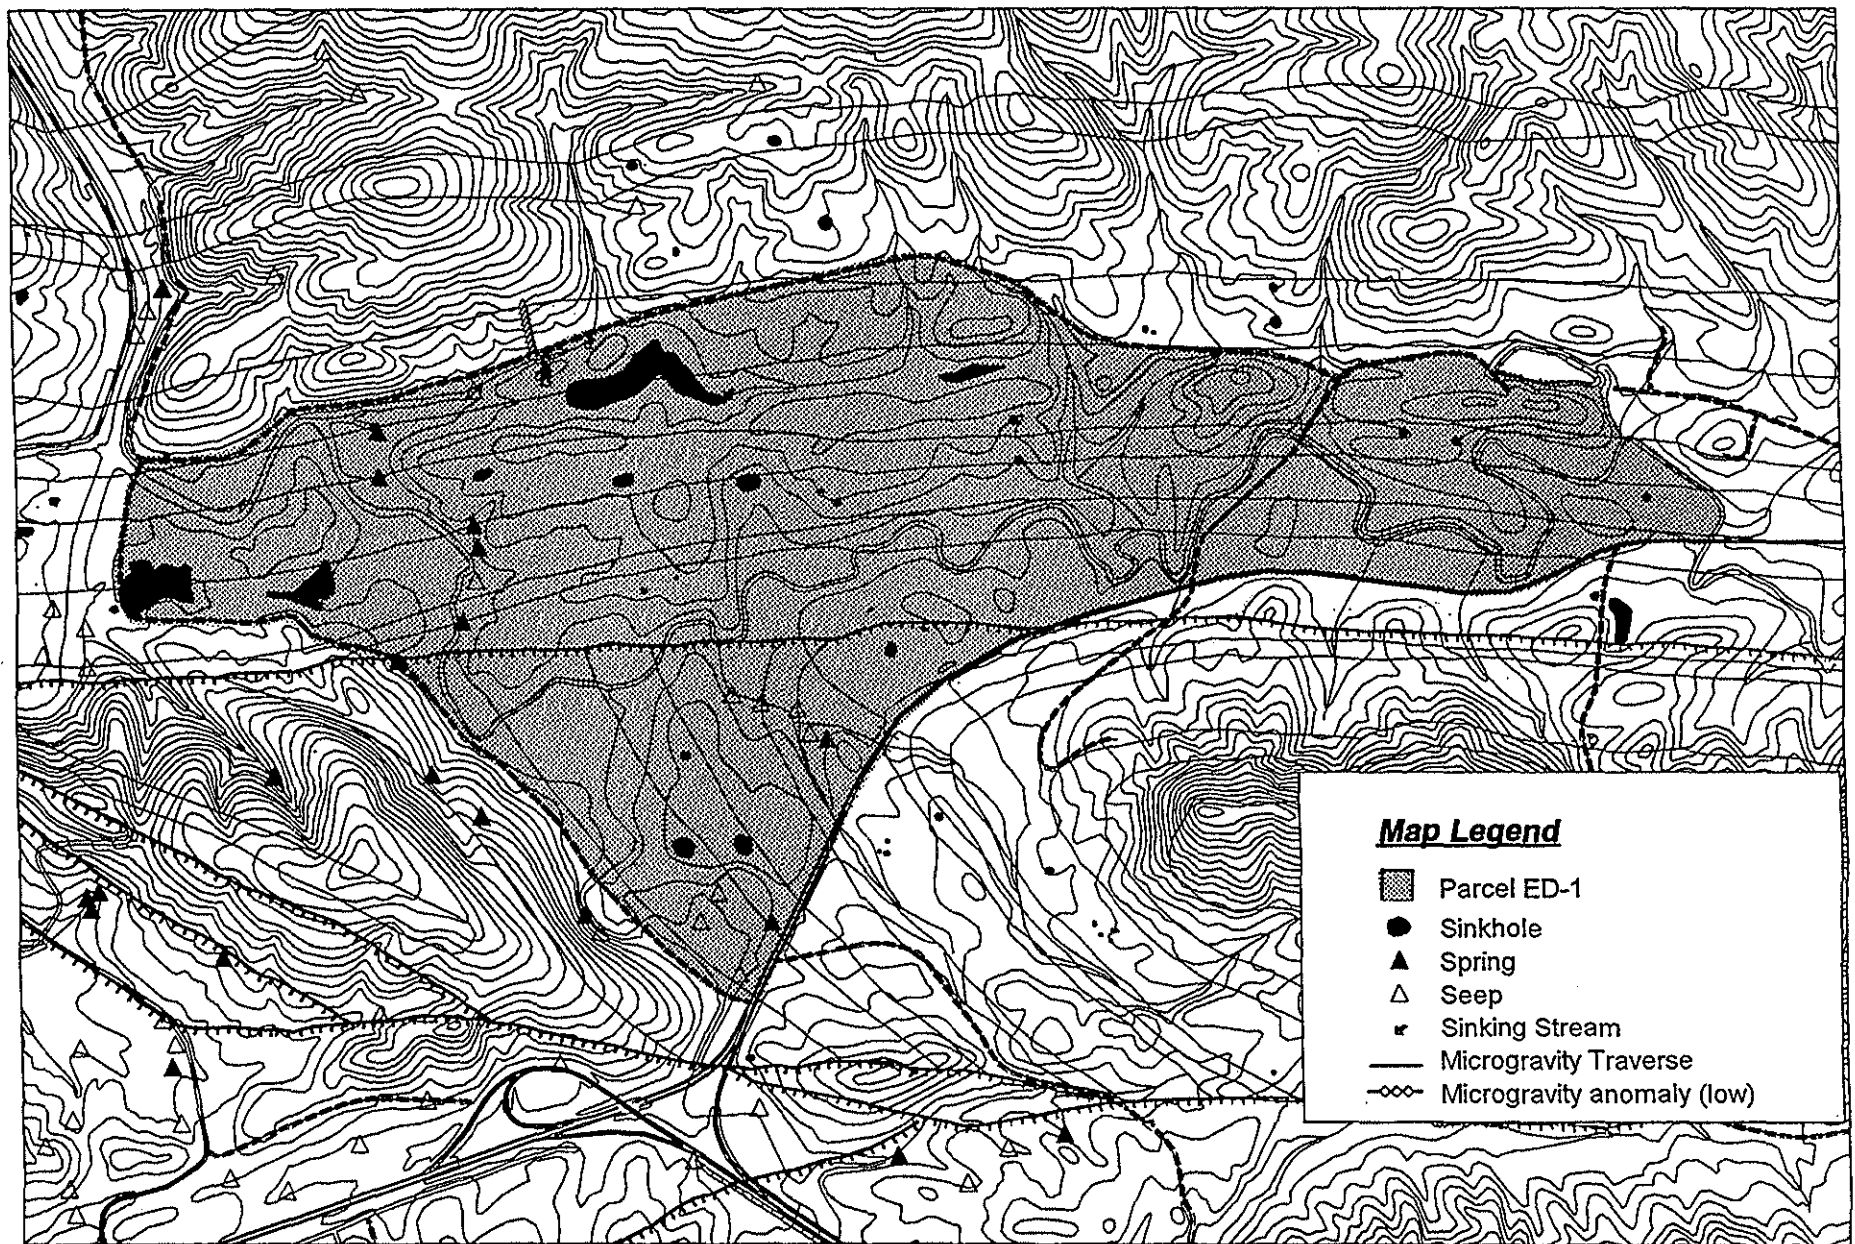 Map Legend
Parcel ED-1
Sinkhole
Spring
Seep
Sinking Stream
Microgravity Traverse
Microgravity anomaly (low)